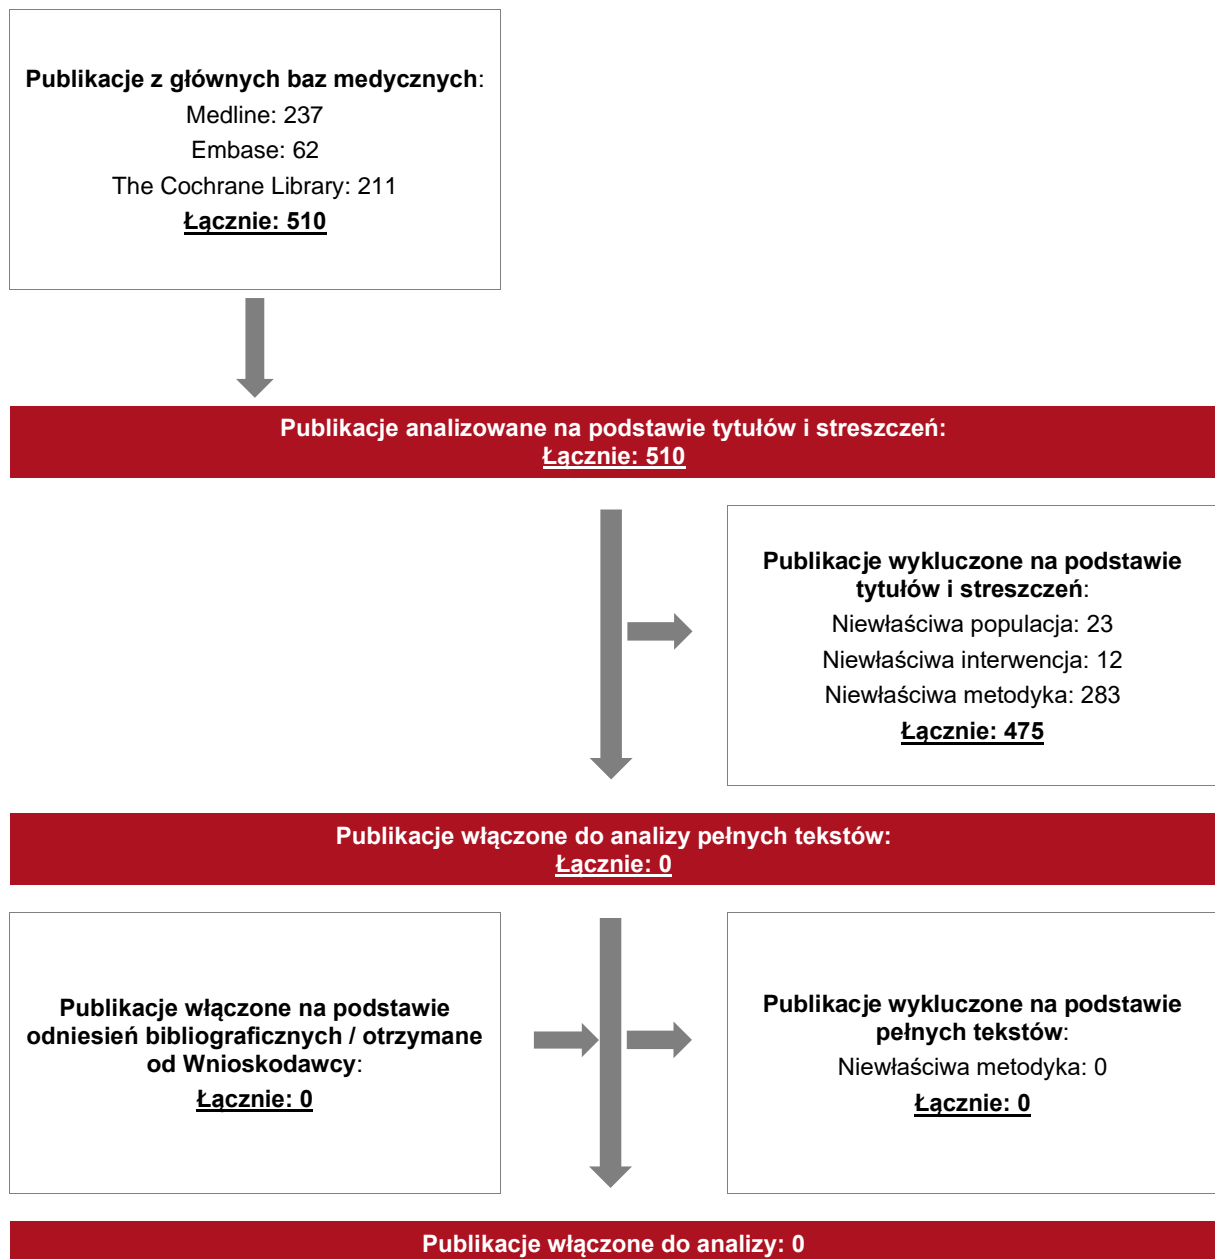 Publikacje z głównych baz medycznych:
Medline: 237
Embase: 62
The Cochrane Library: 211
Łącznie: 510
Publikacje analizowane na podstawie tytułów i streszczeń:
Łącznie: 510
Publikacje wykluczone na podstawie
tytułów i streszczeń:
Niewłaściwa populacja: 23
Niewłaściwa interwencja: 12
Niewłaściwa metodyka: 283
Łącznie: 475
Publikacje włączone do analizy pełnych tekstów:
Łącznie: 0
Publikacje włączone na podstawie
odniesień bibliograficznych / otrzymane
od Wnioskodawcy:
Łącznie: 0
Publikacje wykluczone na podstawie
pełnych tekstów:
Niewłaściwa metodyka: 0
Łącznie: 0
Publikacje włączone do analizy: 0